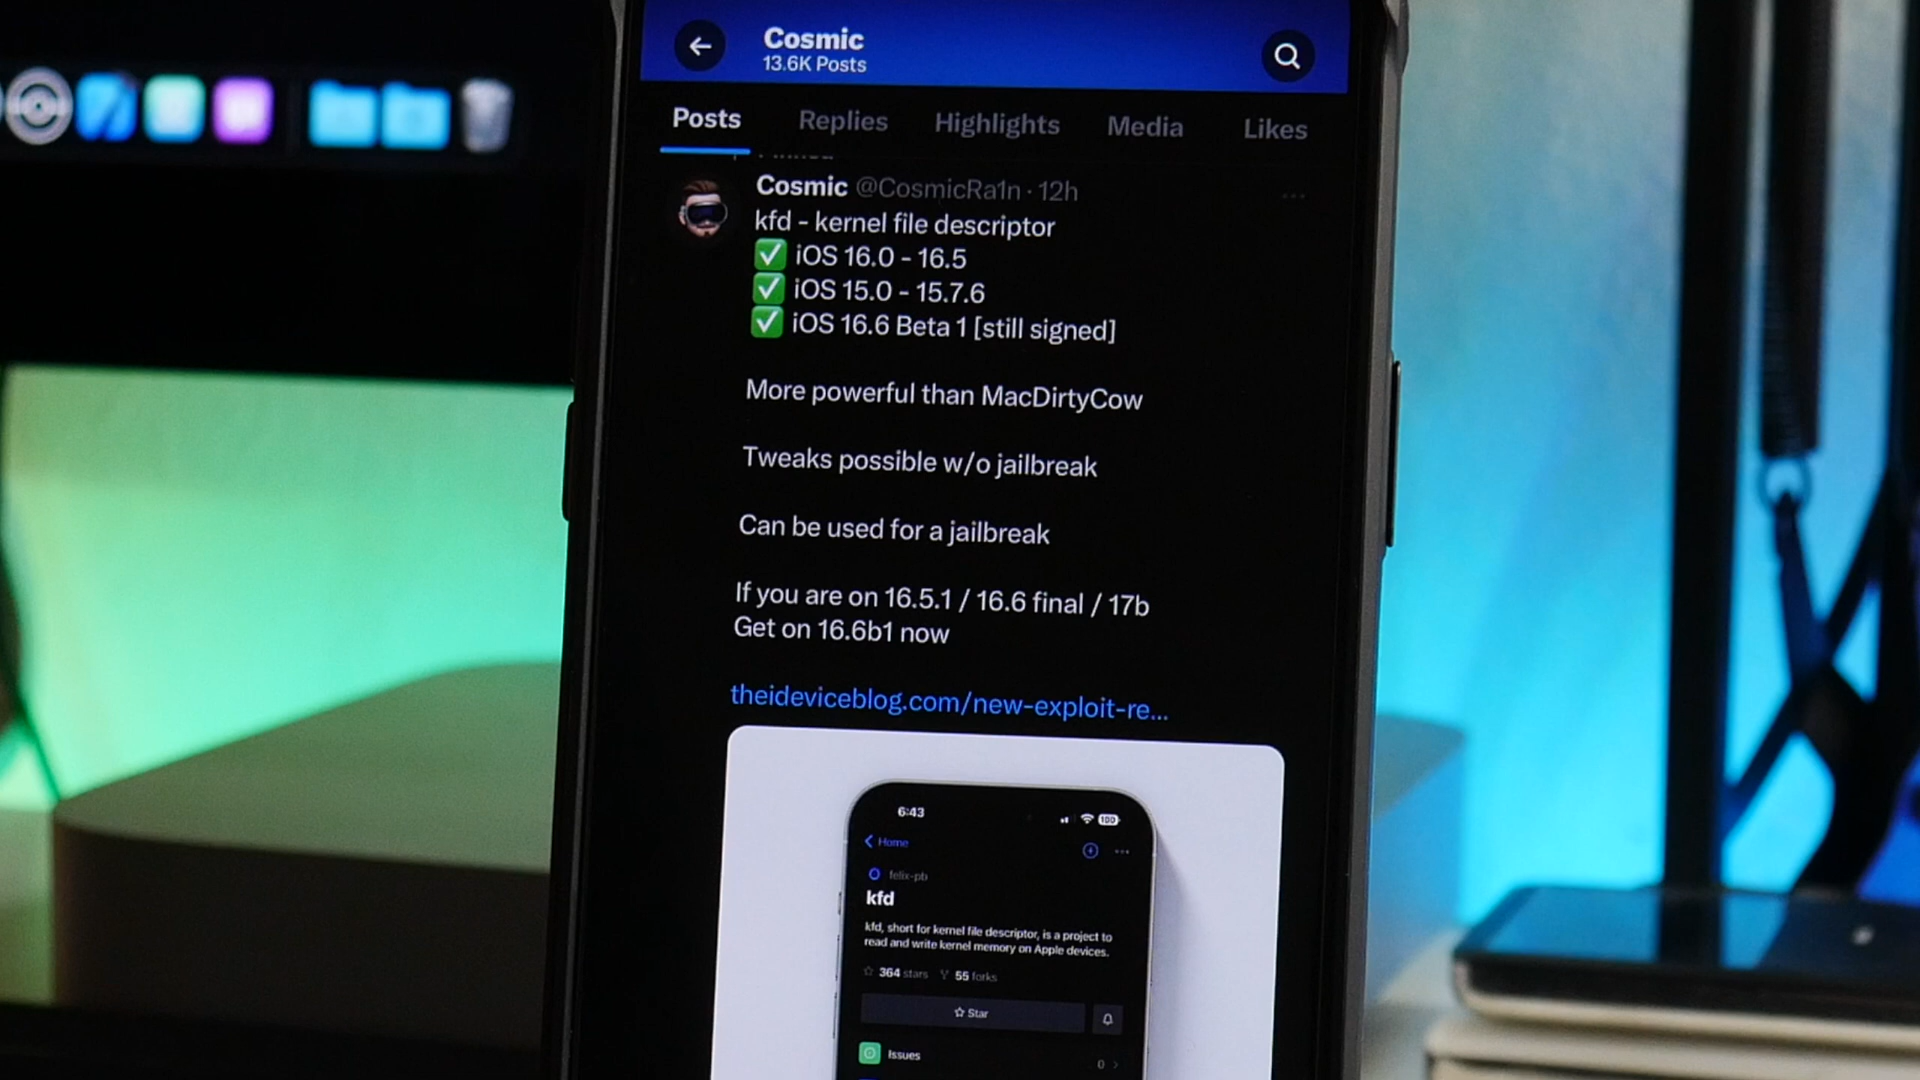 Cosmic
13.6K Posts
Posts Replies Highlights Media Likes
Cosmic @CosmicRa1n · 12h
kfd - kernel file descriptor
✅ iOS 16.0 - 16.5
✅ iOS 15.0 - 15.7.6
✅ iOS 16.6 Beta 1 [still signed]
More powerful than MacDirtyCow
Tweaks possible w/o jailbreak
Can be used for a jailbreak
If you are on 16.5.1 / 16.6 final / 17b
Get on 16.6b1 now
theideviceblog.com/new-exploit-re...
6:43
100
Home
felix-pb
kfd
kfd, short for kernel file descriptor, is a project to
read and write kernel memory on Apple devices.
364 stars 55 forks
Star
Issues 0